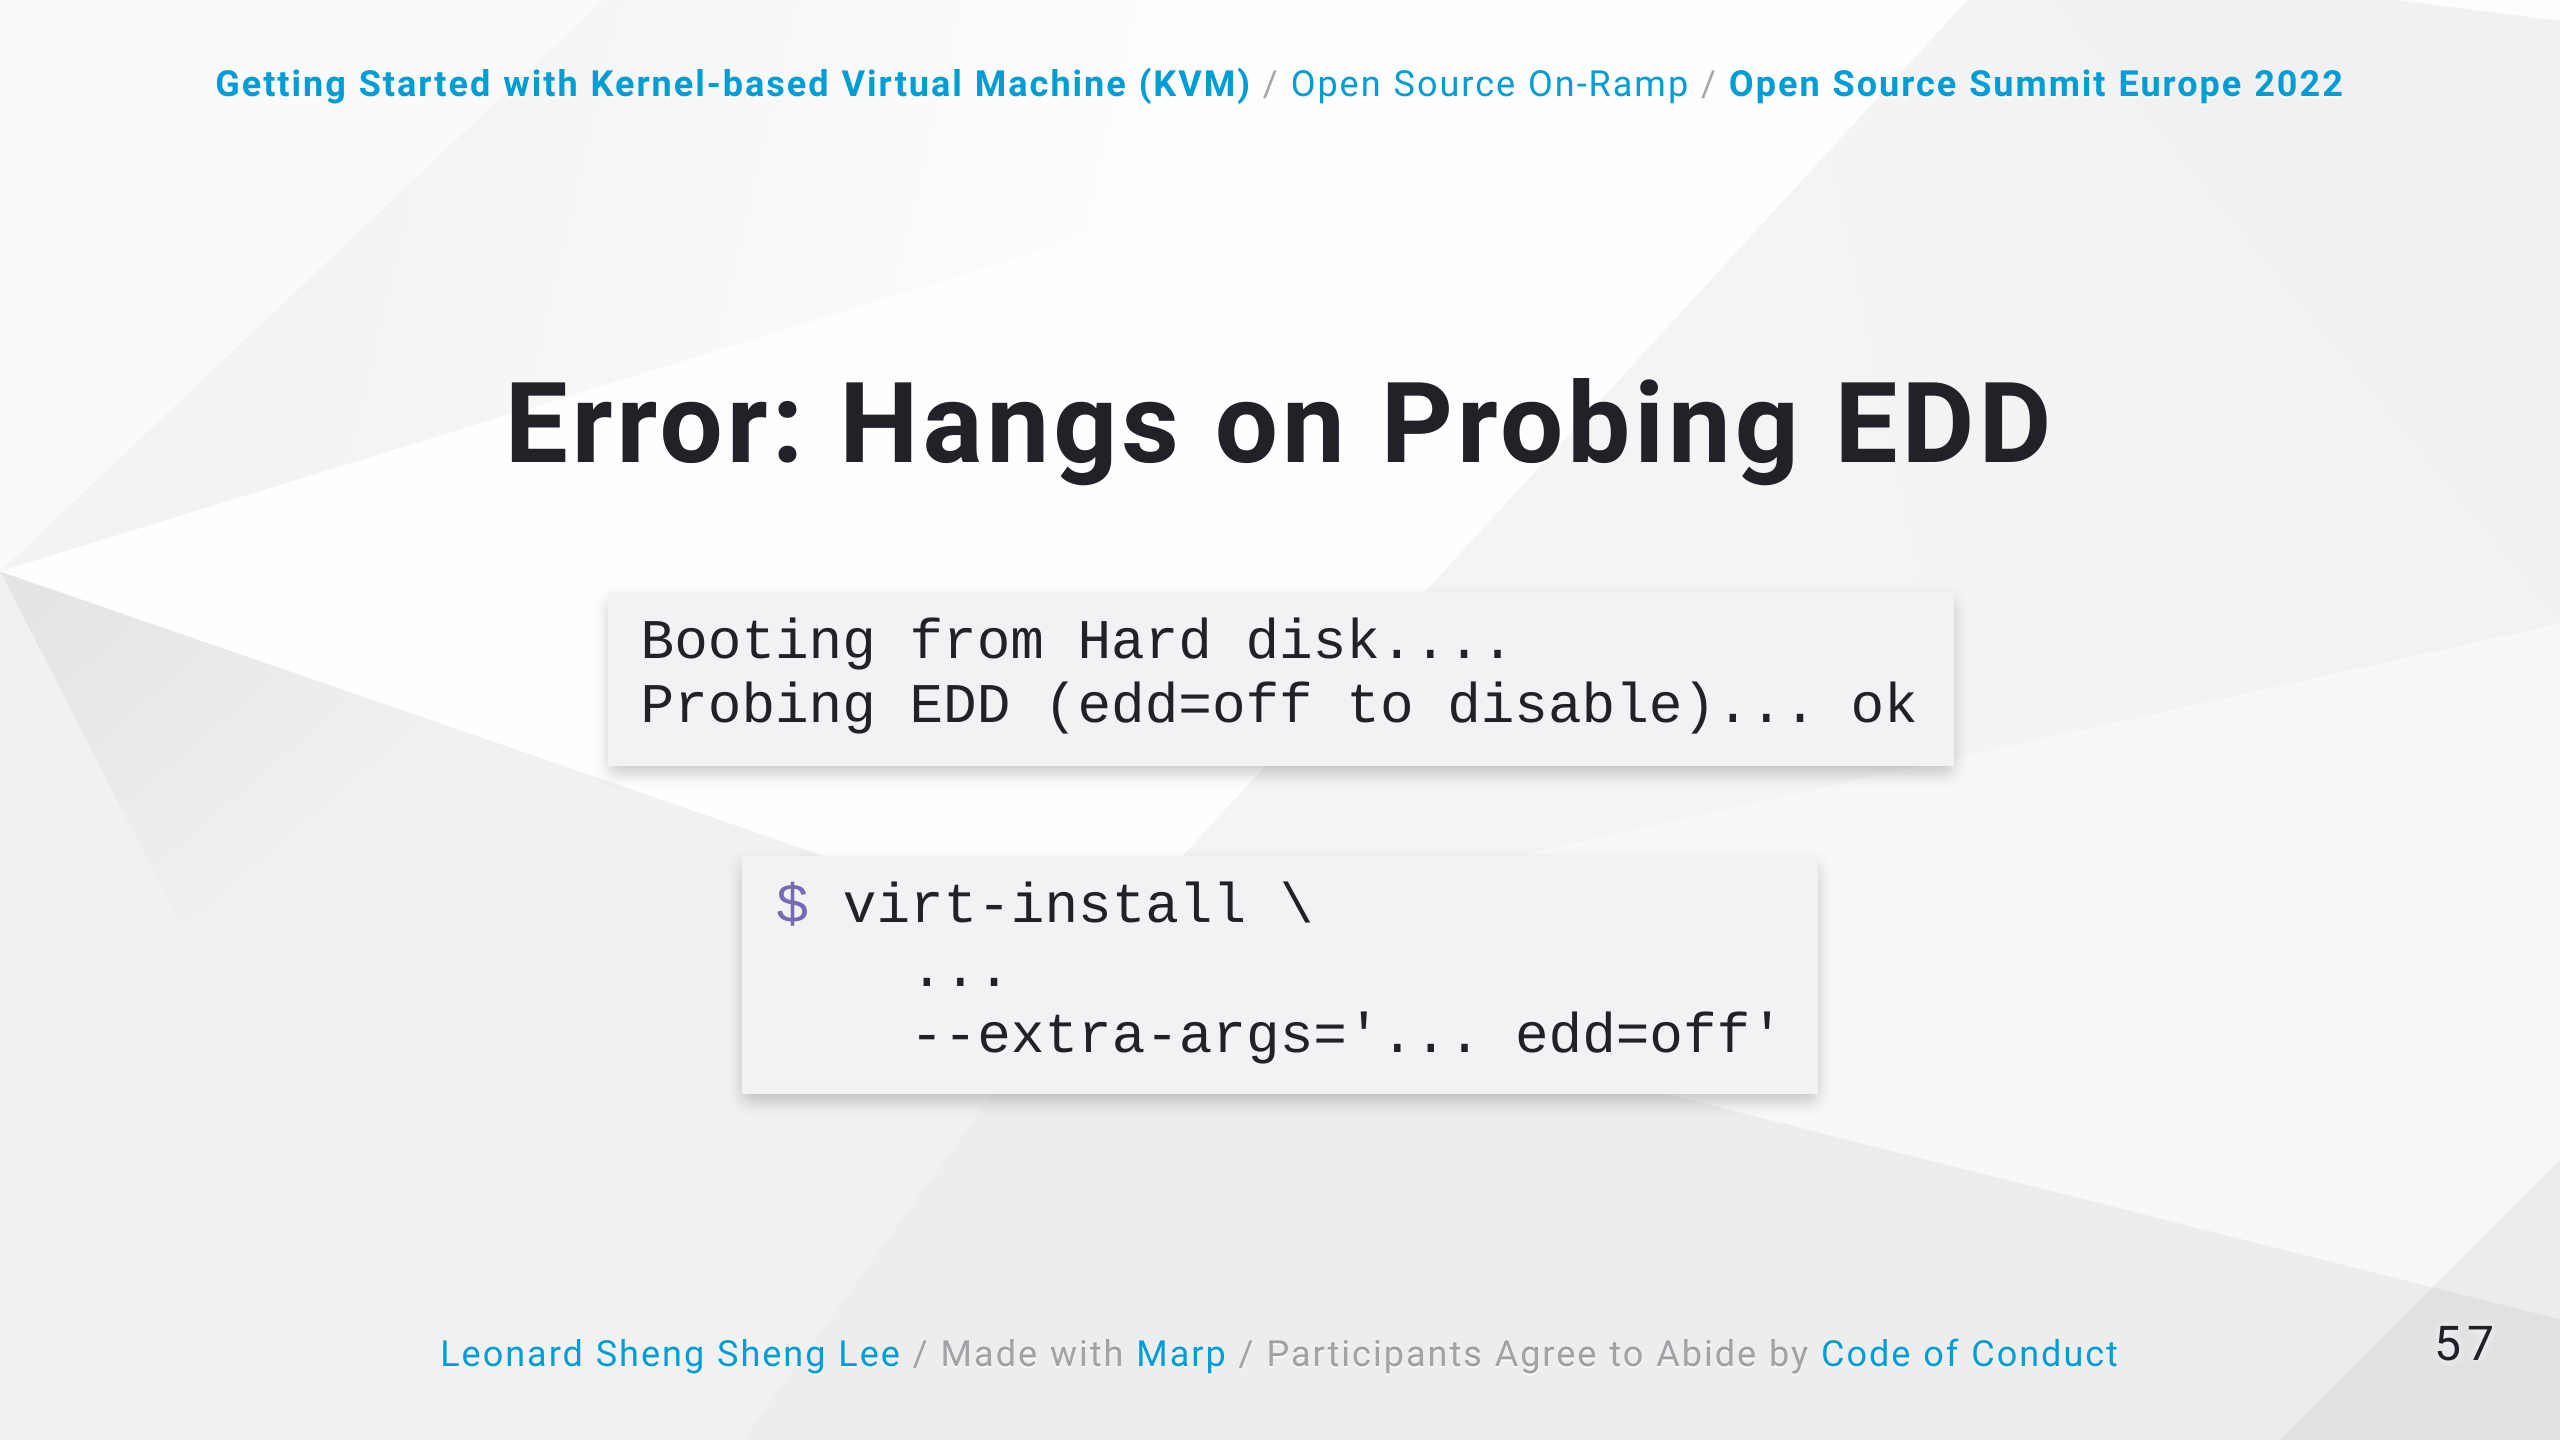 Getting Started with Kernel-based Virtual Machine (KVM) / Open Source On-Ramp / Open Source Summit Europe 2022
Error: Hangs on Probing EDD
Booting from Hard disk....
Probing EDD (edd=off to disable)... ok
$ virt-install \
...
--extra-args='... edd=off'
Leonard Sheng Sheng Lee / Made with Marp / Participants Agree to Abide by Code of Conduct
57